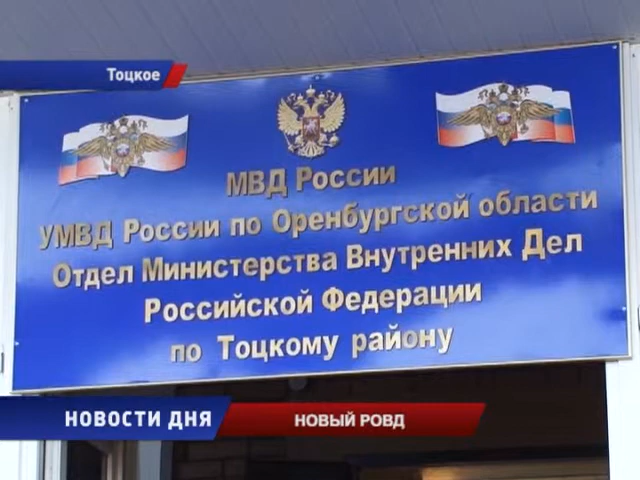 Тоцкое
МВД России
УМВД России по Оренбургской области
Отдел Министерства Внутренних Дел
Российской Федерации
по Тоцкому району
НОВОСТИ ДНЯ
НОВЫЙ РОВД